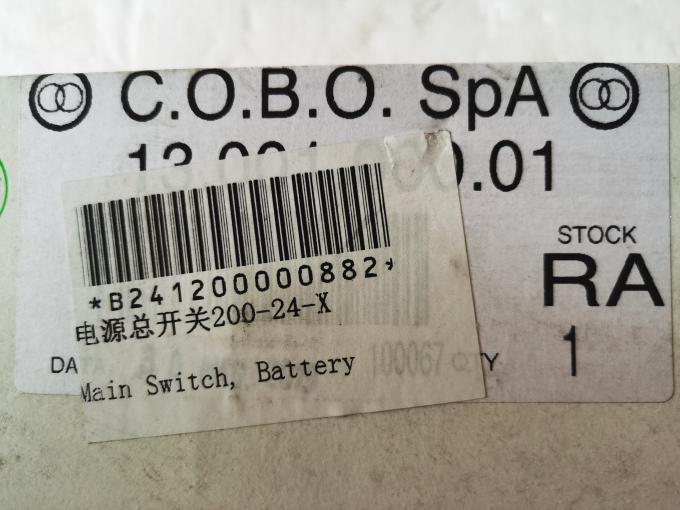 C.O.B.O. SpA
.01
STOCK
RA
*B241200000882*
电源总开关200-24-X
Main Switch, Battery
100067
1